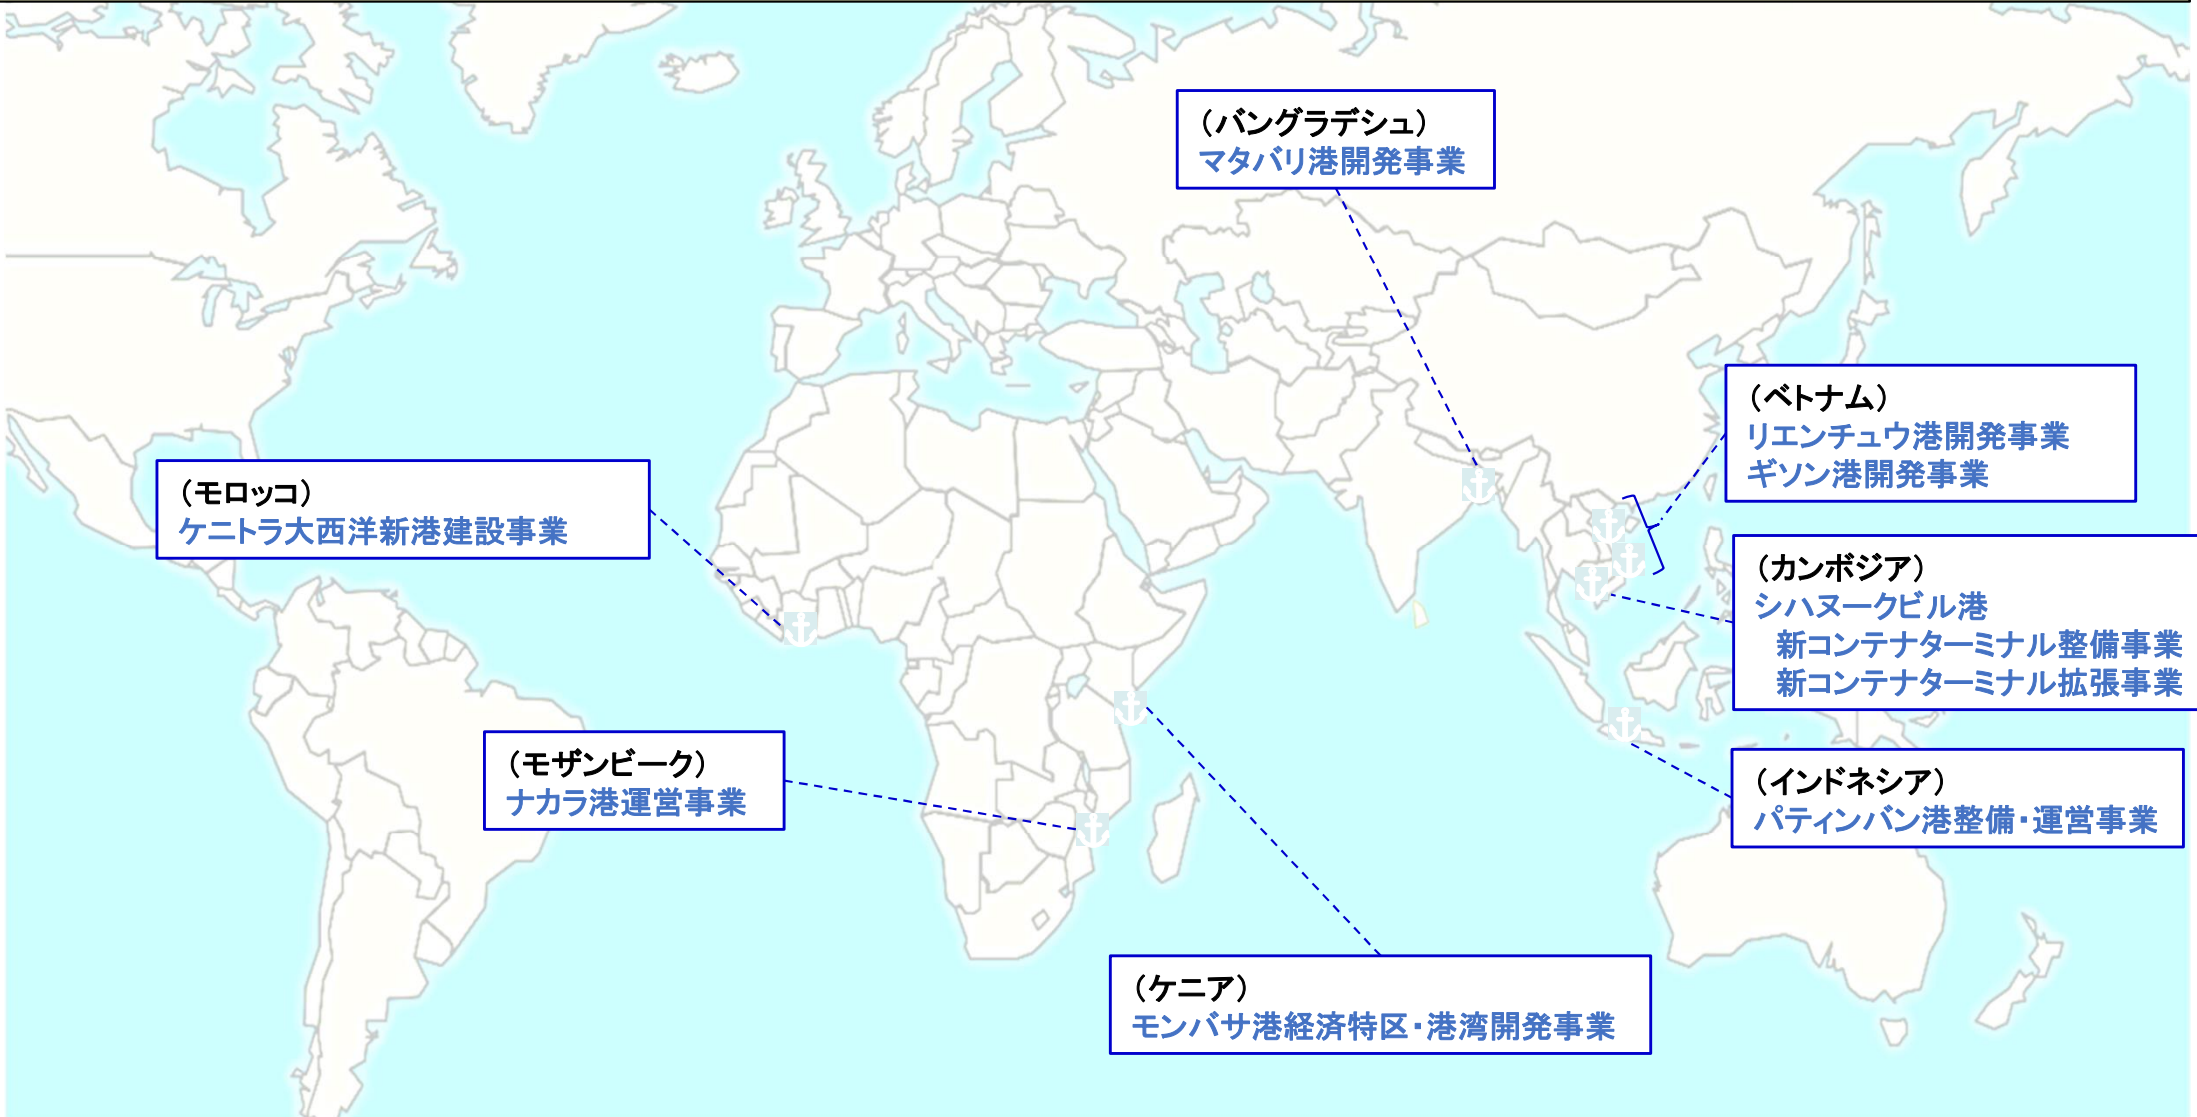 （バングラデシュ）
マタバリ港開発事業
（ベトナム）
リエンチュウ港開発事業
ギソン港開発事業
（モロッコ）
ケニトラ大西洋新港建設事業
（カンボジア）
シハヌークビル港
新コンテナターミナル整備事業
新コンテナターミナル拡張事業
（モザンビーク）
ナカラ港運営事業
（インドネシア）
パティンバン港整備・運営事業
（ケニア）
モンバサ港経済特区・港湾開発事業